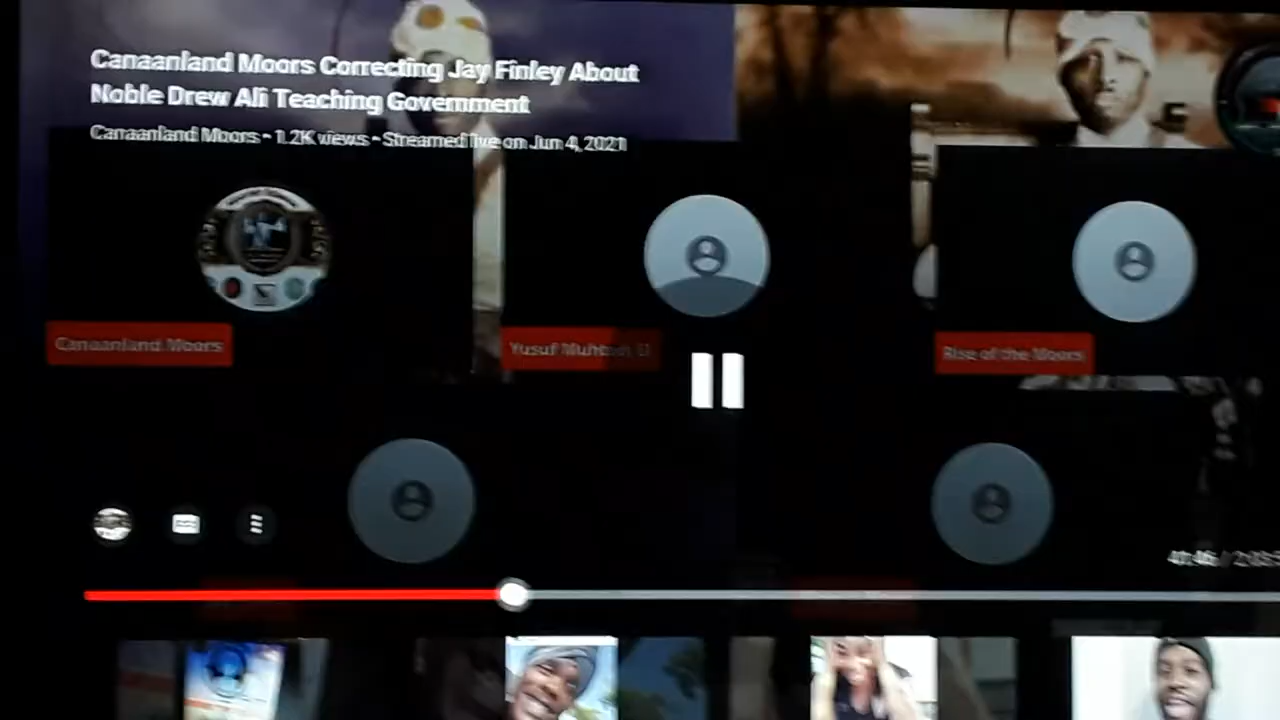 Canaanland Moors Correcting Jay Finley About
Noble Drew Ali Teaching Government
Canaanland Moors • 1.2K views • Streamed live on Jun 4, 2021
Canaanland Moors
Yusuf
Rise of the Moors